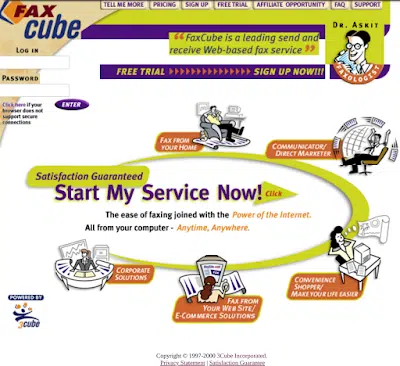 FAX
cube
TELL ME MORE
PRICING
SIGN UP
FREE TRIAL
AFFILIATE OPPORTUNITY
FAQ
SUPPORT
LOG IN
PASSWORD
Click here if your
browser does not
support secure
connections
ENTER
"FaxCube is a leading send and
receive Web-based fax service"
FREE TRIAL
SIGN UP NOW!!!
DR. ASKIT
FAXOLOGIST
FAX FROM
YOUR HOME
COMMUNICATOR/
DIRECT MARKETER
Satisfaction Guaranteed
Start My Service Now! Click
The ease of faxing joined with the Power of the Internet.
All from your computer - Anytime, Anywhere.
CORPORATE
SOLUTIONS
FAX FROM
YOUR WEB SITE/
E-COMMERCE SOLUTIONS
CONVENIENCE
SHOPPER/
MAKE YOUR LIFE EASIER
POWERED BY
3cube
Copyright © 1997-2000 3Cube Incorporated.
Privacy Statement | Satisfaction Guarantee